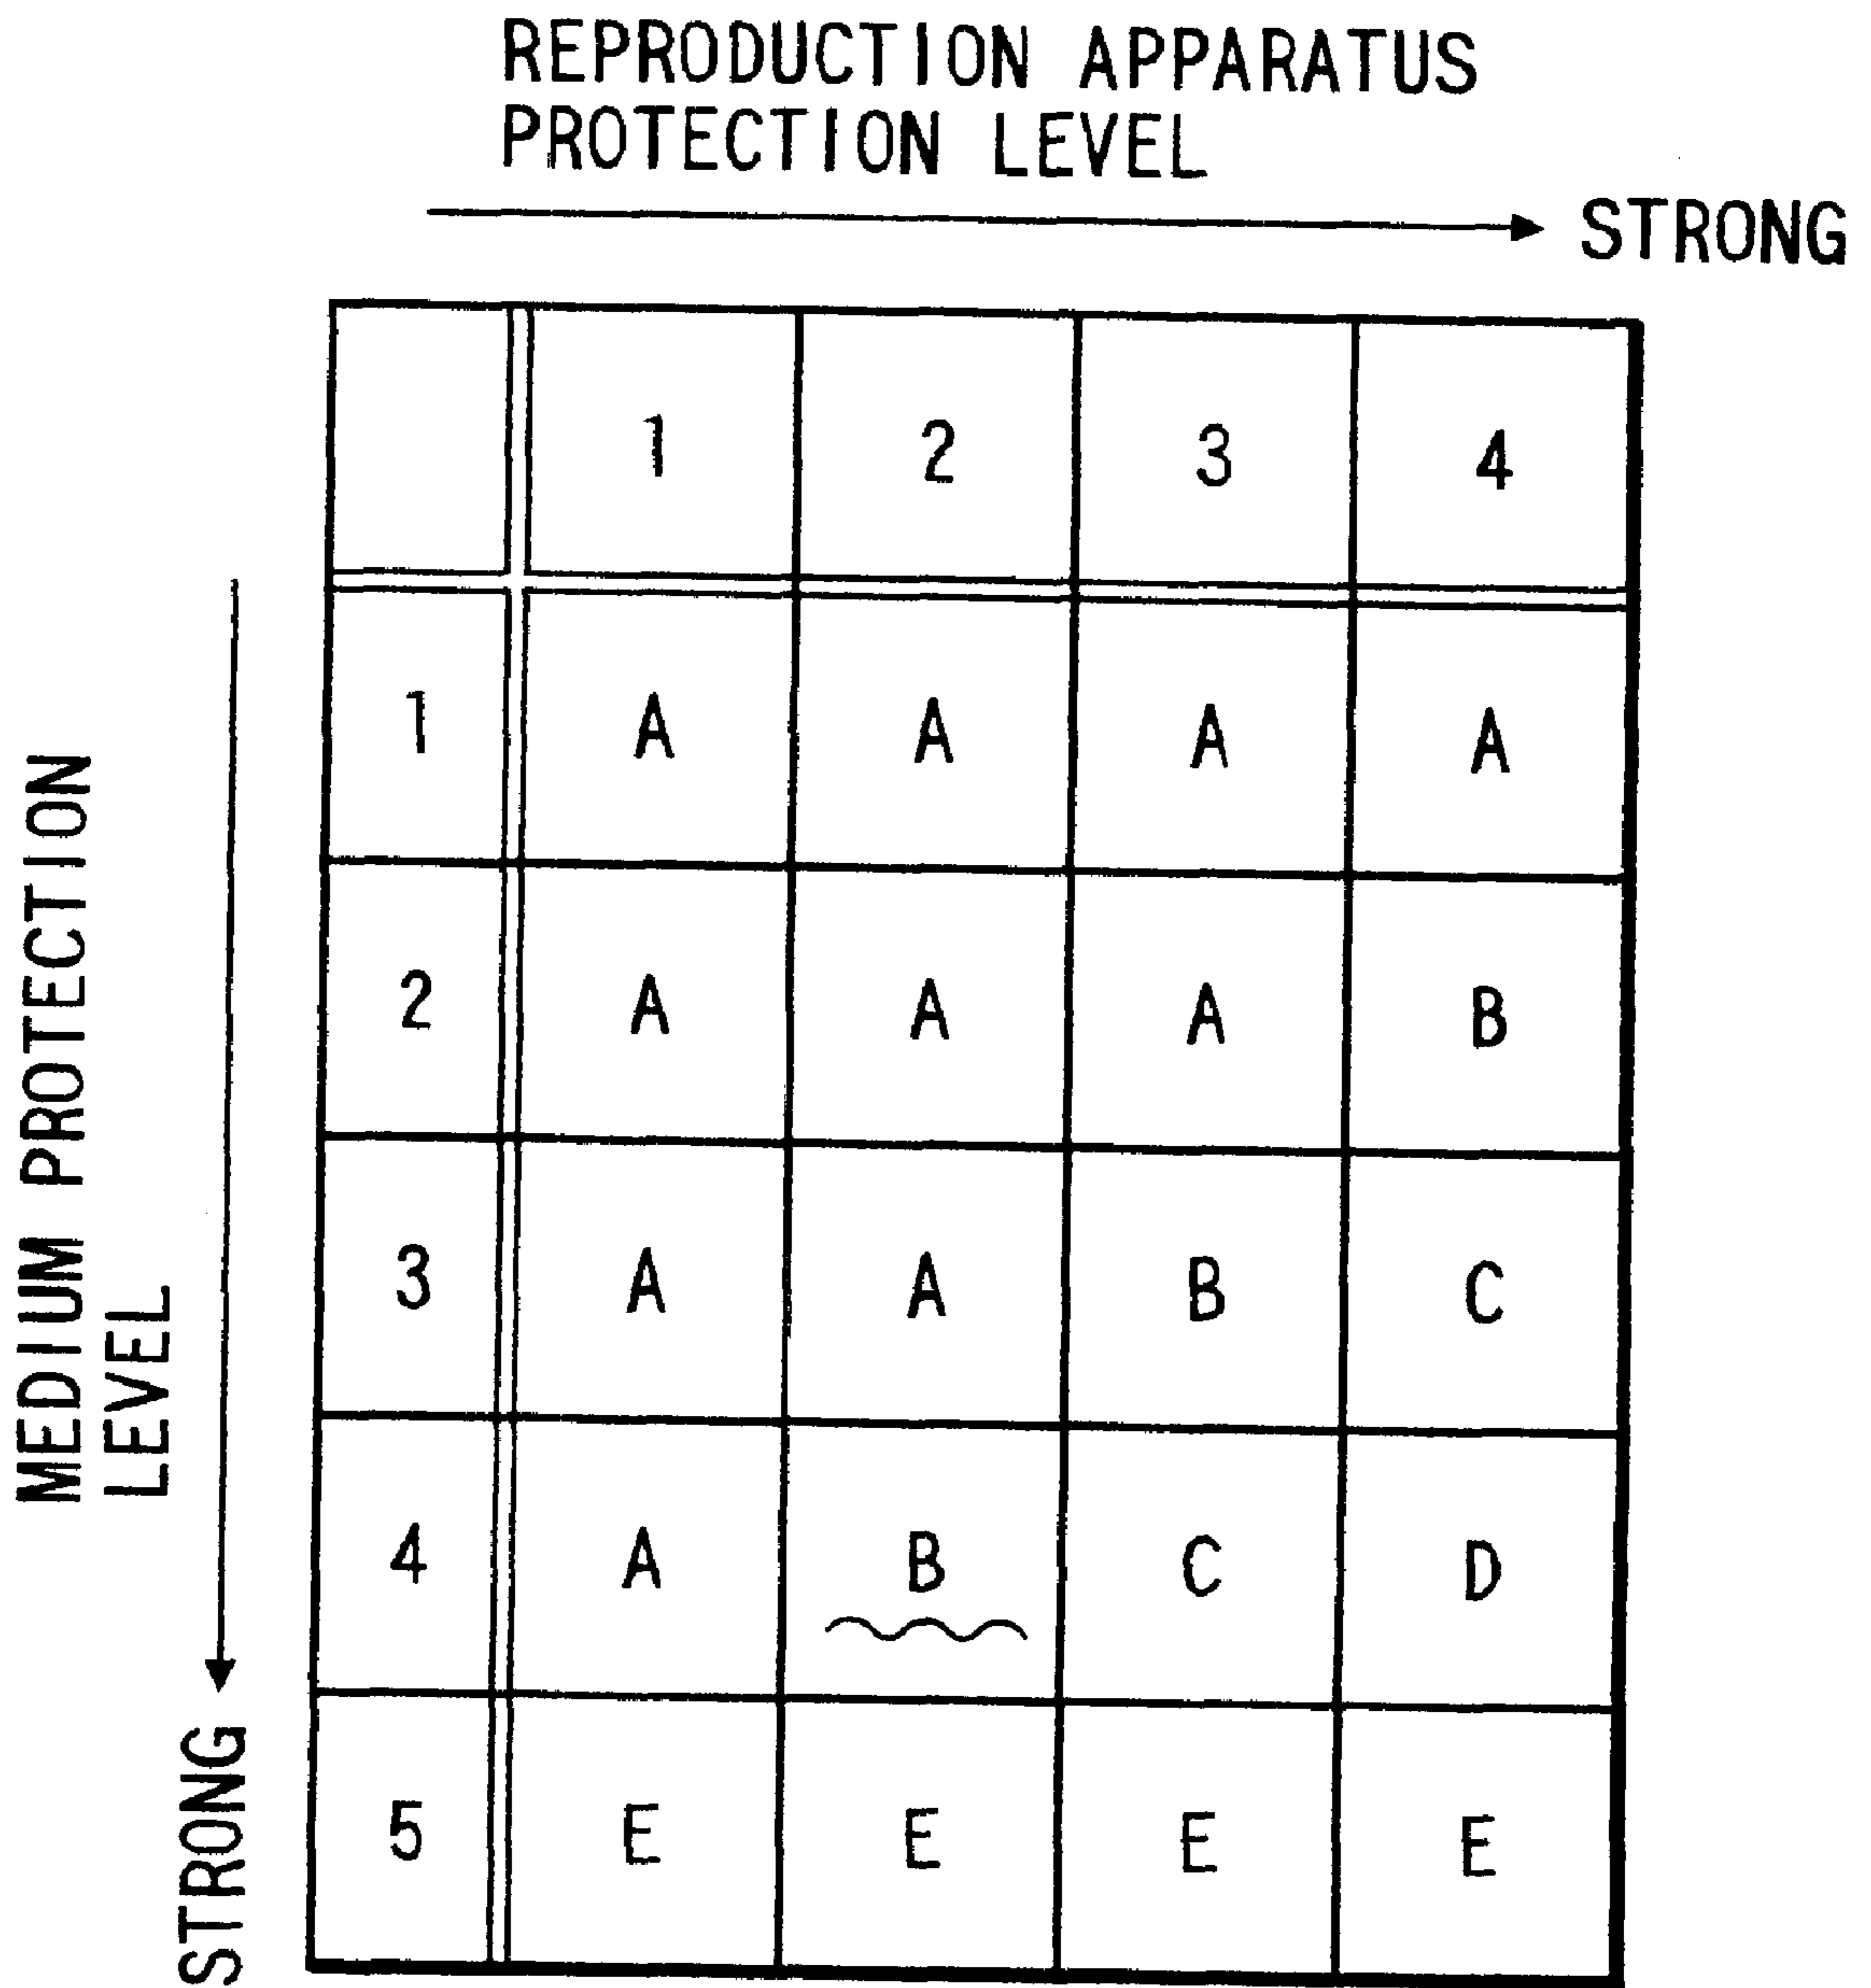 REPRODUCTION APPARATUS
PROTECTION LEVEL
STRONG
1 2 3 4
1 A A A A
2 A A A B
3 A A B C
4 A B C D
5 E E E E
MEDIUM PROTECTION
LEVEL
STRONG